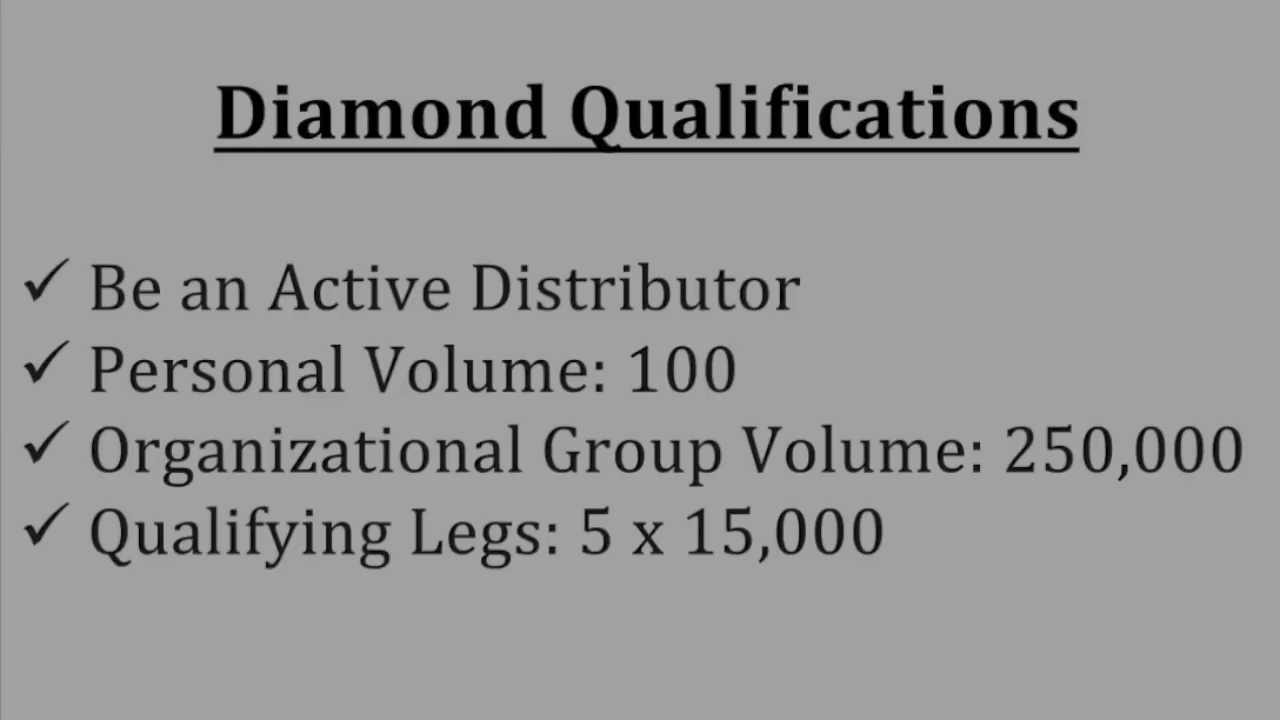 Diamond Qualifications
✓ Be an Active Distributor
✓ Personal Volume: 100
✓ Organizational Group Volume: 250,000
✓ Qualifying Legs: 5 x 15,000